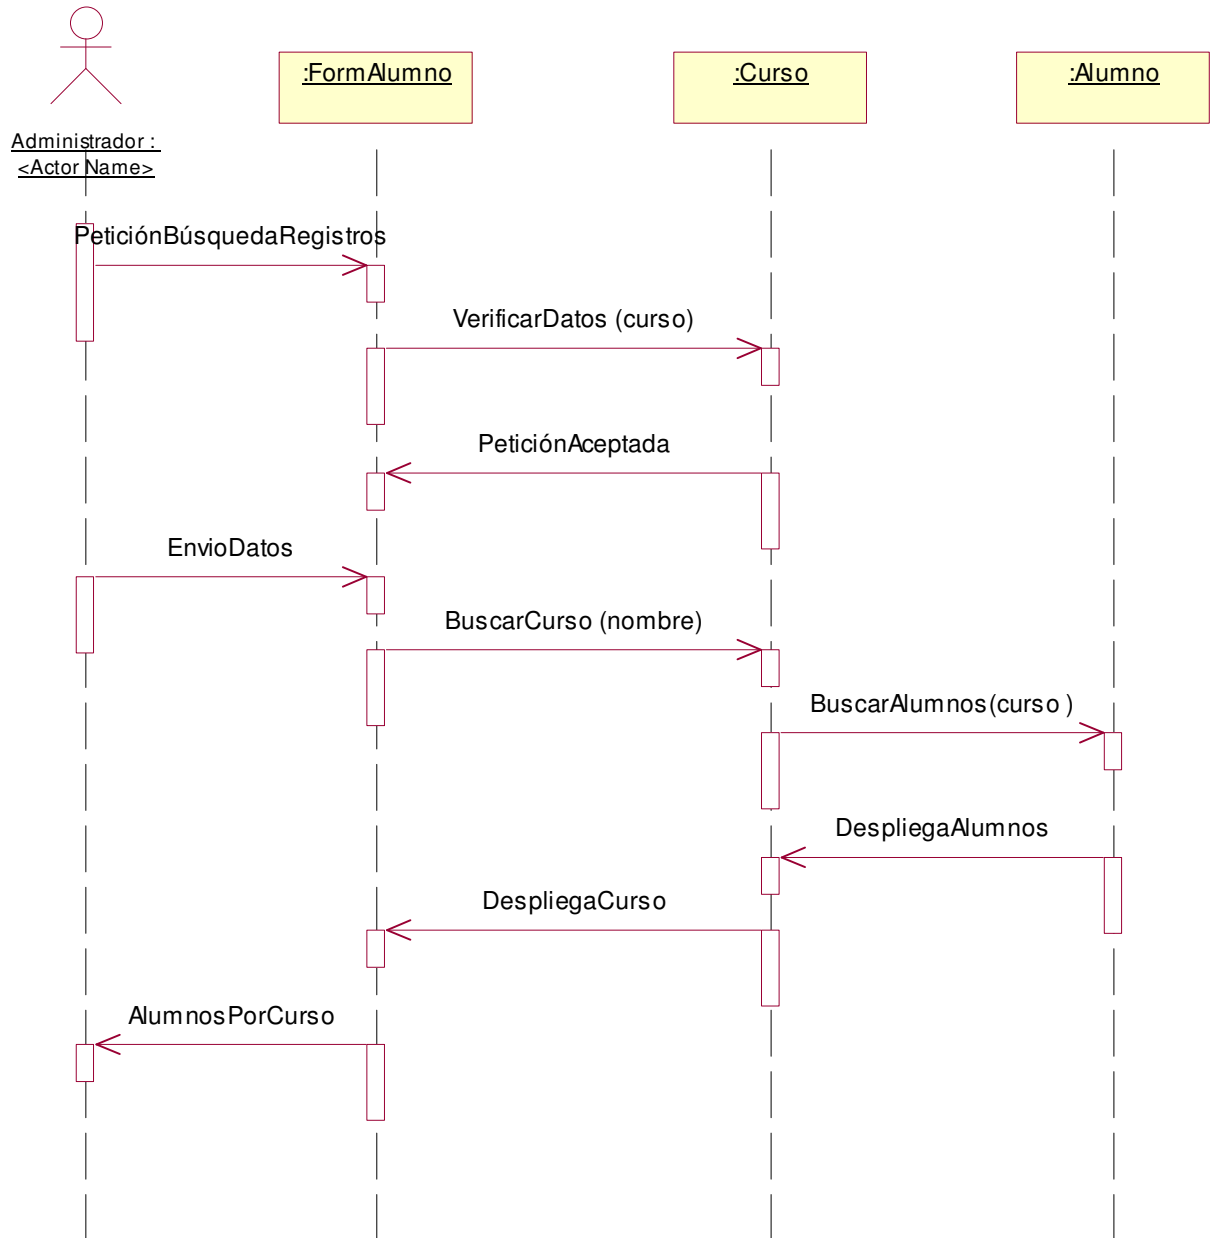 :FormAlumno
:Curso
:Alumno
Administrador :
<Actor Name>
PeticiónBúsquedaRegistros
VerificarDatos (curso)
PeticiónAceptada
EnvioDatos
BuscarCurso (nombre)
BuscarAlumnos(curso )
DespliegaAlumnos
DespliegaCurso
AlumnosPorCurso